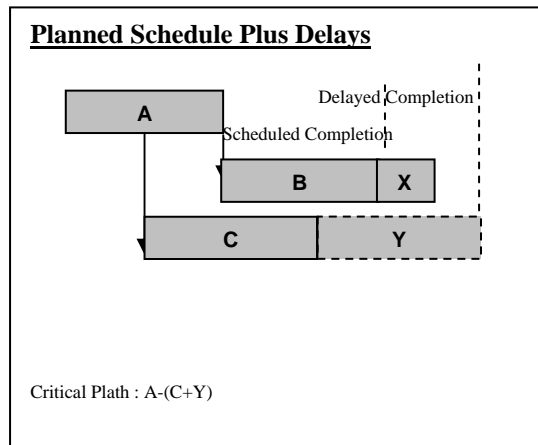 Planned Schedule Plus Delays
Delayed Completion
A
Scheduled Completion
B X
C Y
Critical Plath : A-(C+Y)